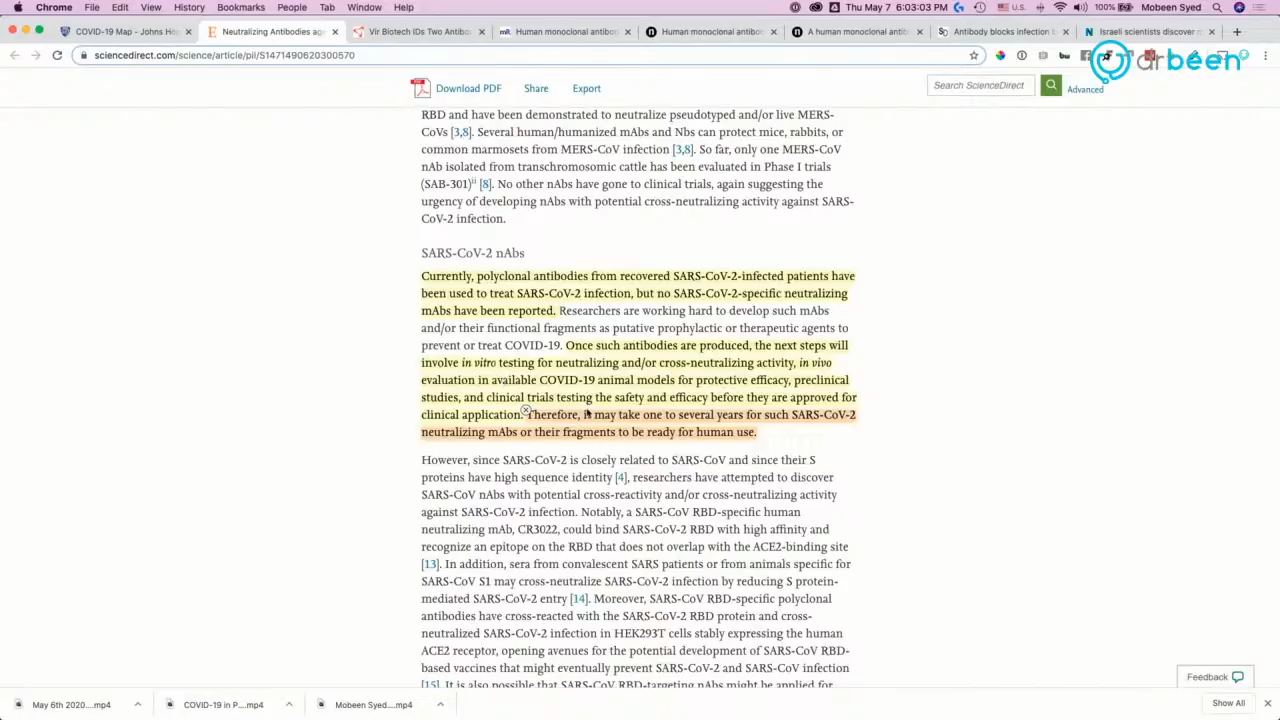 Chrome File Edit View History Bookmarks People Tab Window Help
100% Thu May 7 6:03:03 PM Mobeen Syed
COVID-19 Map - Johns H
Neutralizing Antibodies age
Vir Biotech IDs Two Antibo
Human monoclonal antibo
Human monoclonal antibo
A human monoclonal antib
Antibody blocks infection b
Israeli scientists discover
sciencedirect.com/science/article/pii/S1471490620300570
drbeen
Download PDF Share Export
Search ScienceDirect
Advanced
RBD and have been demonstrated to neutralize pseudotyped and/or live MERS-
CoVs [3,8]. Several human/humanized mAbs and Nbs can protect mice, rabbits, or
common marmosets from MERS-CoV infection [3,8]. So far, only one MERS-CoV
nAb isolated from transchromosomic cattle has been evaluated in Phase I trials
(SAB-301)ii [8]. No other nAbs have gone to clinical trials, again suggesting the
urgency of developing nAbs with potential cross-neutralizing activity against SARS-
CoV-2 infection.
SARS-CoV-2 nAbs
Currently, polyclonal antibodies from recovered SARS-CoV-2-infected patients have
been used to treat SARS-CoV-2 infection, but no SARS-CoV-2-specific neutralizing
mAbs have been reported. Researchers are working hard to develop such mAbs
and/or their functional fragments as putative prophylactic or therapeutic agents to
prevent or treat COVID-19. Once such antibodies are produced, the next steps will
involve in vitro testing for neutralizing and/or cross-neutralizing activity, in vivo
evaluation in available COVID-19 animal models for protective efficacy, preclinical
studies, and clinical trials testing the safety and efficacy before they are approved for
clinical application. Therefore, it may take one to several years for such SARS-CoV-2
neutralizing mAbs or their fragments to be ready for human use.
However, since SARS-CoV-2 is closely related to SARS-CoV and since their S
proteins have high sequence identity [4], researchers have attempted to discover
SARS-CoV nAbs with potential cross-reactivity and/or cross-neutralizing activity
against SARS-CoV-2 infection. Notably, a SARS-CoV RBD-specific human
neutralizing mAb, CR3022, could bind SARS-CoV-2 RBD with high affinity and
recognize an epitope on the RBD that does not overlap with the ACE2-binding site
[13]. In addition, sera from convalescent SARS patients or from animals specific for
SARS-CoV S1 may cross-neutralize SARS-CoV-2 infection by reducing S protein-
mediated SARS-CoV-2 entry [14]. Moreover, SARS-CoV RBD-specific polyclonal
antibodies have cross-reacted with the SARS-CoV-2 RBD protein and cross-
neutralized SARS-CoV-2 infection in HEK293T cells stably expressing the human
ACE2 receptor, opening avenues for the potential development of SARS-CoV RBD-
based vaccines that might eventually prevent SARS-CoV-2 and SARS-CoV infection
[15]. It is also possible that SARS-CoV RBD-targeting nAbs might be applied for
Feedback
May 6th 2020....mp4
COVID-19 in P....mp4
Mobeen Syed....mp4
Show All